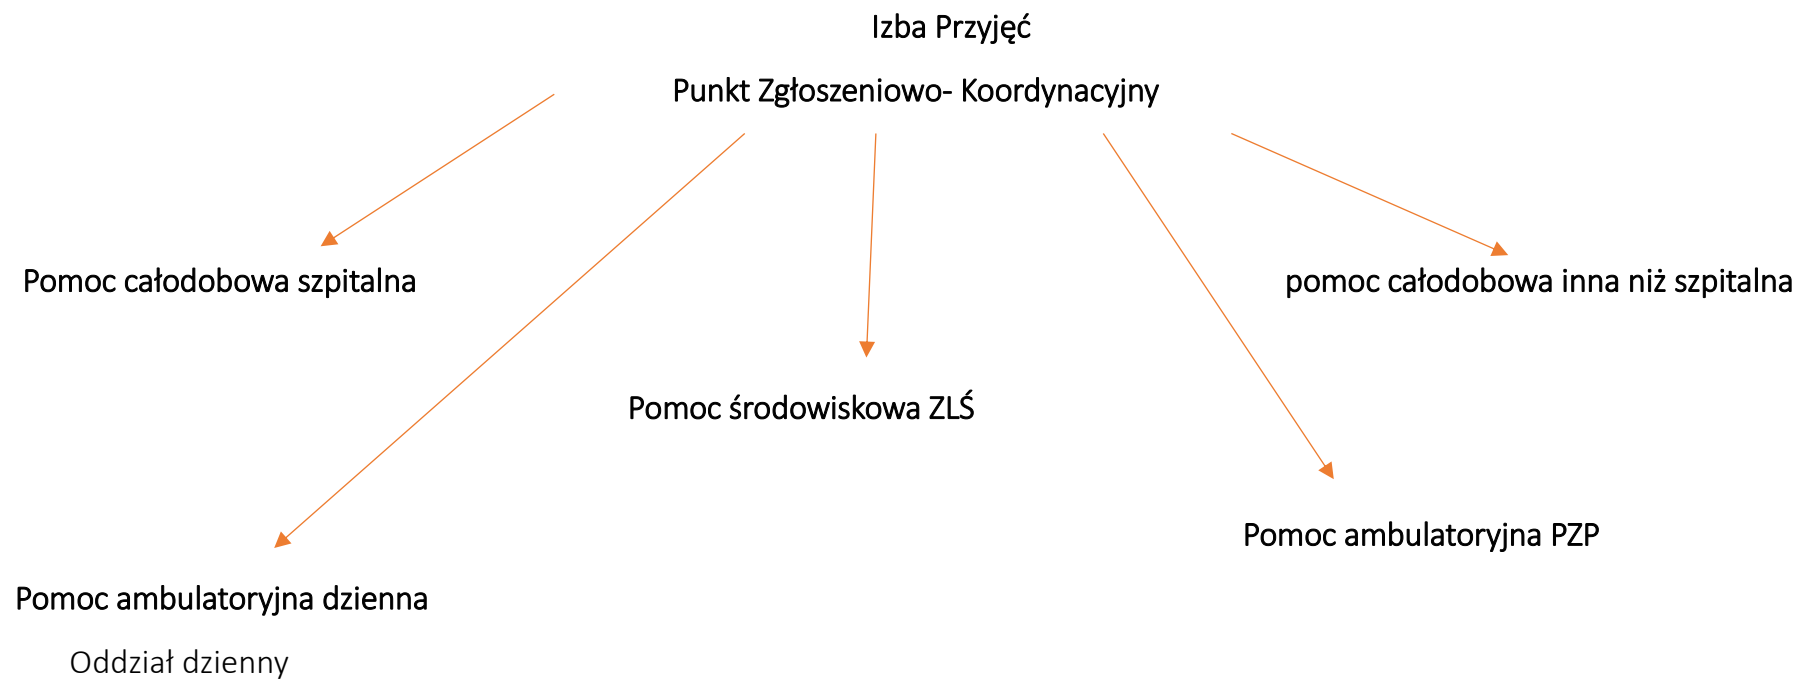 Izba Przyjęć
Punkt Zgłoszeniowo- Koordynacyjny
Pomoc całodobowa szpitalna
pomoc całodobowa inna niż szpitalna
Pomoc środowiskowa ZLŚ
Pomoc ambulatoryjna PZP
Pomoc ambulatoryjna dzienna
Oddział dzienny